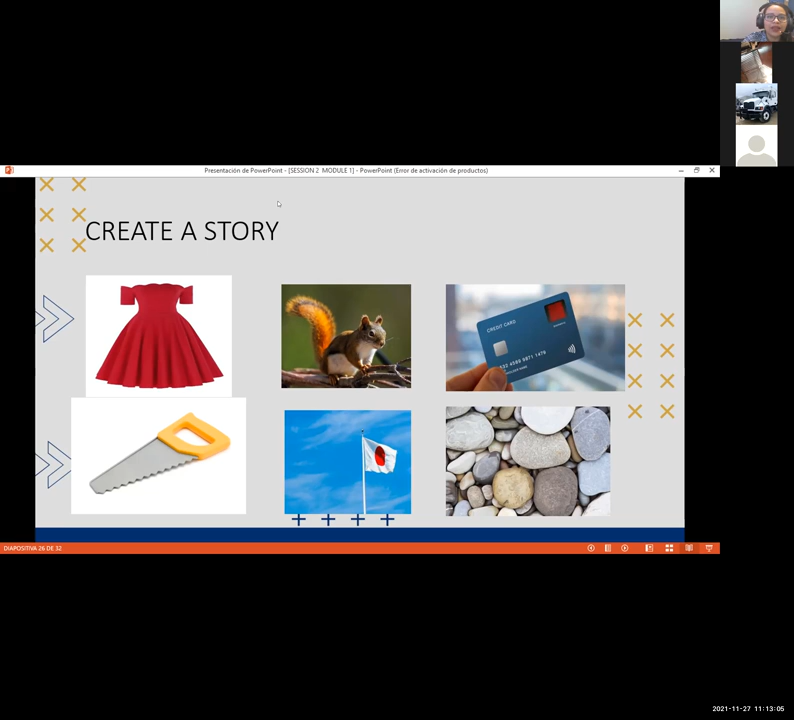 Presentación de PowerPoint - [SESSION 2 MODULE 1] - PowerPoint (Error de activación de productos)
CREATE A STORY
CREDIT CARD
DIAPOSITIVA 26 DE 32
2021-11-27 11:13:05